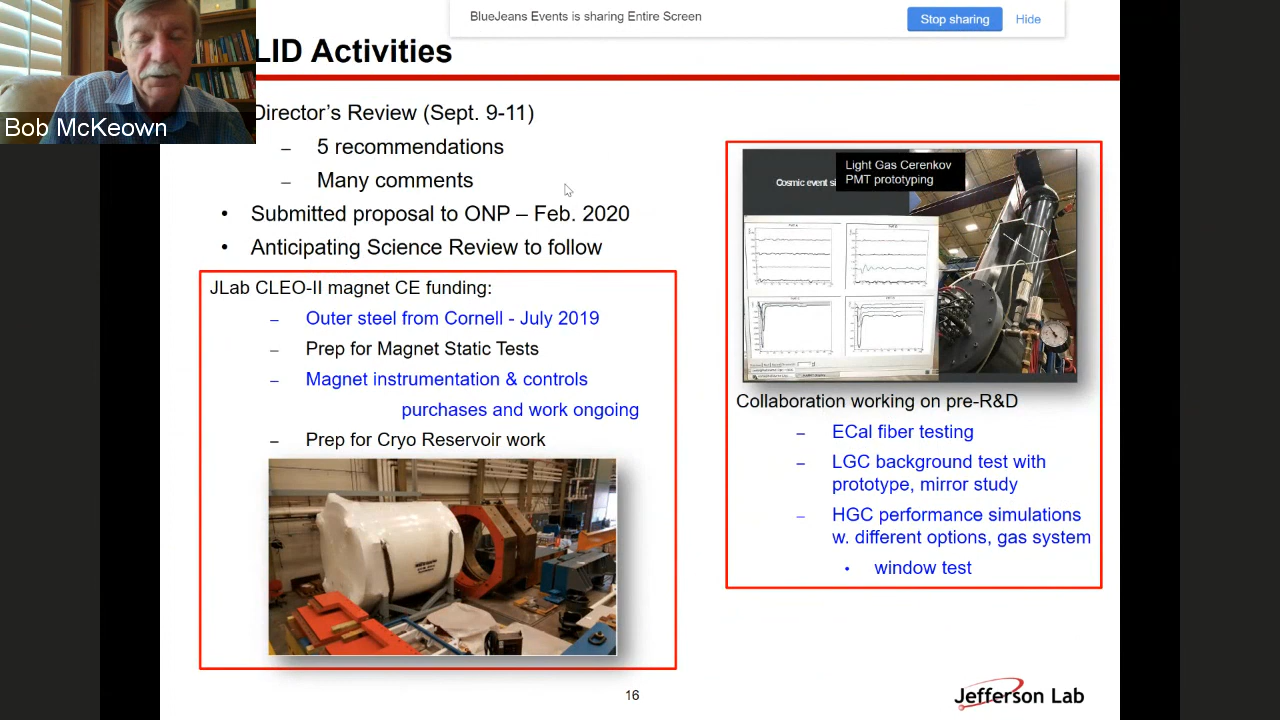 BlueJeans Events is sharing Entire Screen
Stop sharing
Hide
LID Activities
Bob McKeown
Director's Review (Sept. 9-11)
– 5 recommendations
– Many comments
• Submitted proposal to ONP – Feb. 2020
• Anticipating Science Review to follow
JLab CLEO-II magnet CE funding:
– Outer steel from Cornell - July 2019
– Prep for Magnet Static Tests
– Magnet instrumentation & controls
purchases and work ongoing
– Prep for Cryo Reservoir work
Cosmic event
Light Gas Cerenkov
PMT prototyping
Collaboration working on pre-R&D
– ECal fiber testing
– LGC background test with
prototype, mirror study
– HGC performance simulations
w. different options, gas system
• window test
16
Jefferson Lab